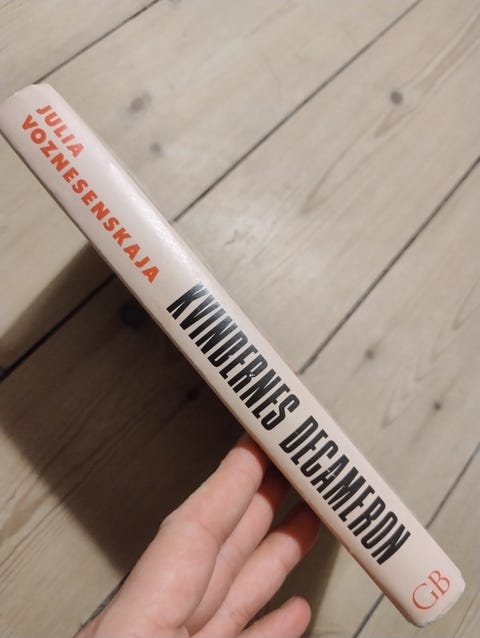 JULIA
VOZNESENSKAJA
KVINDERNES DECAMERON
GB